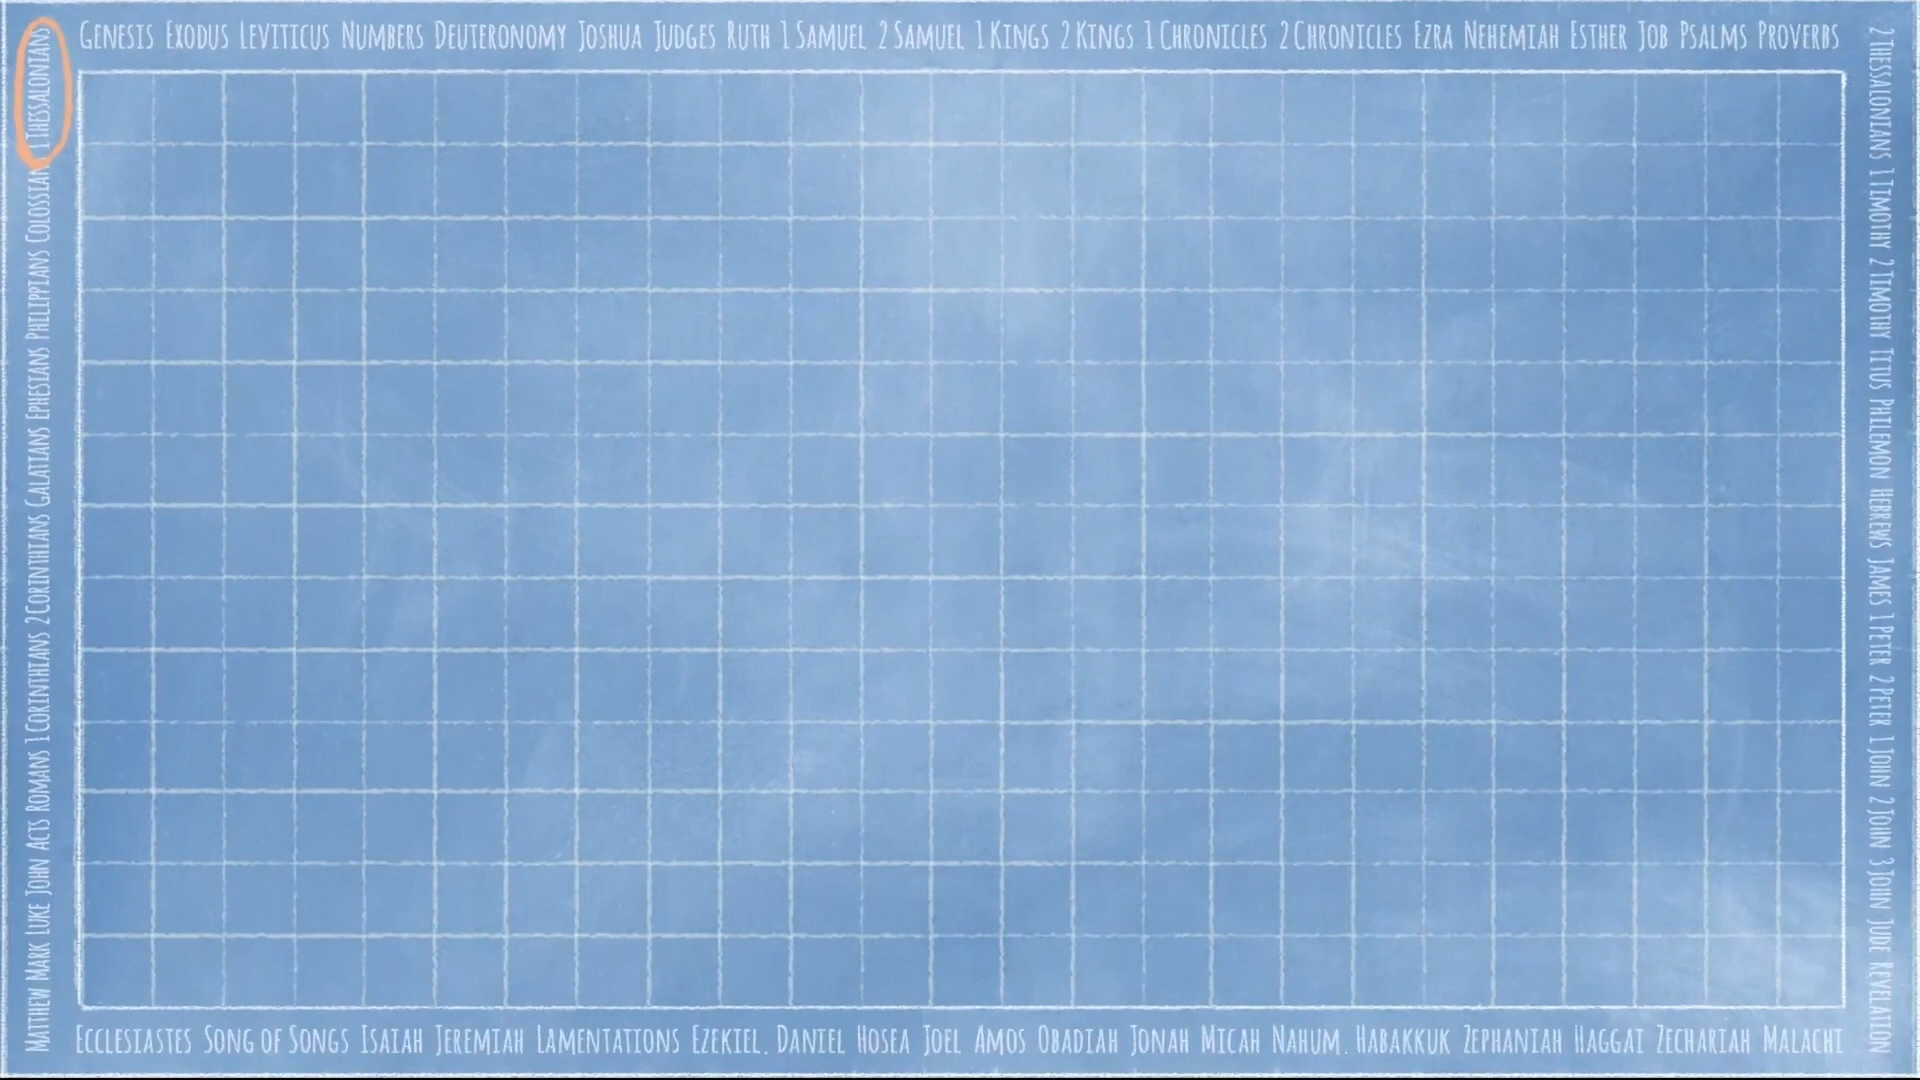 GENESIS EXODUS LEVITICUS NUMBERS DEUTERONOMY JOSHUA JUDGES RUTH 1 SAMUEL 2 SAMUEL 1 KINGS 2 KINGS 1 CHRONICLES 2 CHRONICLES EZRA NEHEMIAH ESTHER JOB PSALMS PROVERBS
ECCLESIASTES SONG OF SONGS ISAIAH JEREMIAH LAMENTATIONS EZEKIEL. DANIEL HOSEA JOEL AMOS OBADIAH JONAH MICAH NAHUM. HABAKKUK ZEPHANIAH HAGGAI ZECHARIAH MALACHI
MATTHEW MARK LUKE JOHN ACTS ROMANS 1 CORINTHIANS 2 CORINTHIANS GALATIANS EPHESIANS PHILIPPIANS COLOSSIANS 1 THESSALONIANS
2 THESSALONIANS 1 TIMOTHY 2 TIMOTHY TITUS PHILEMON HEBREWS JAMES 1 PETER 2 PETER 1 JOHN 2 JOHN 3 JOHN JUDE REVELATION